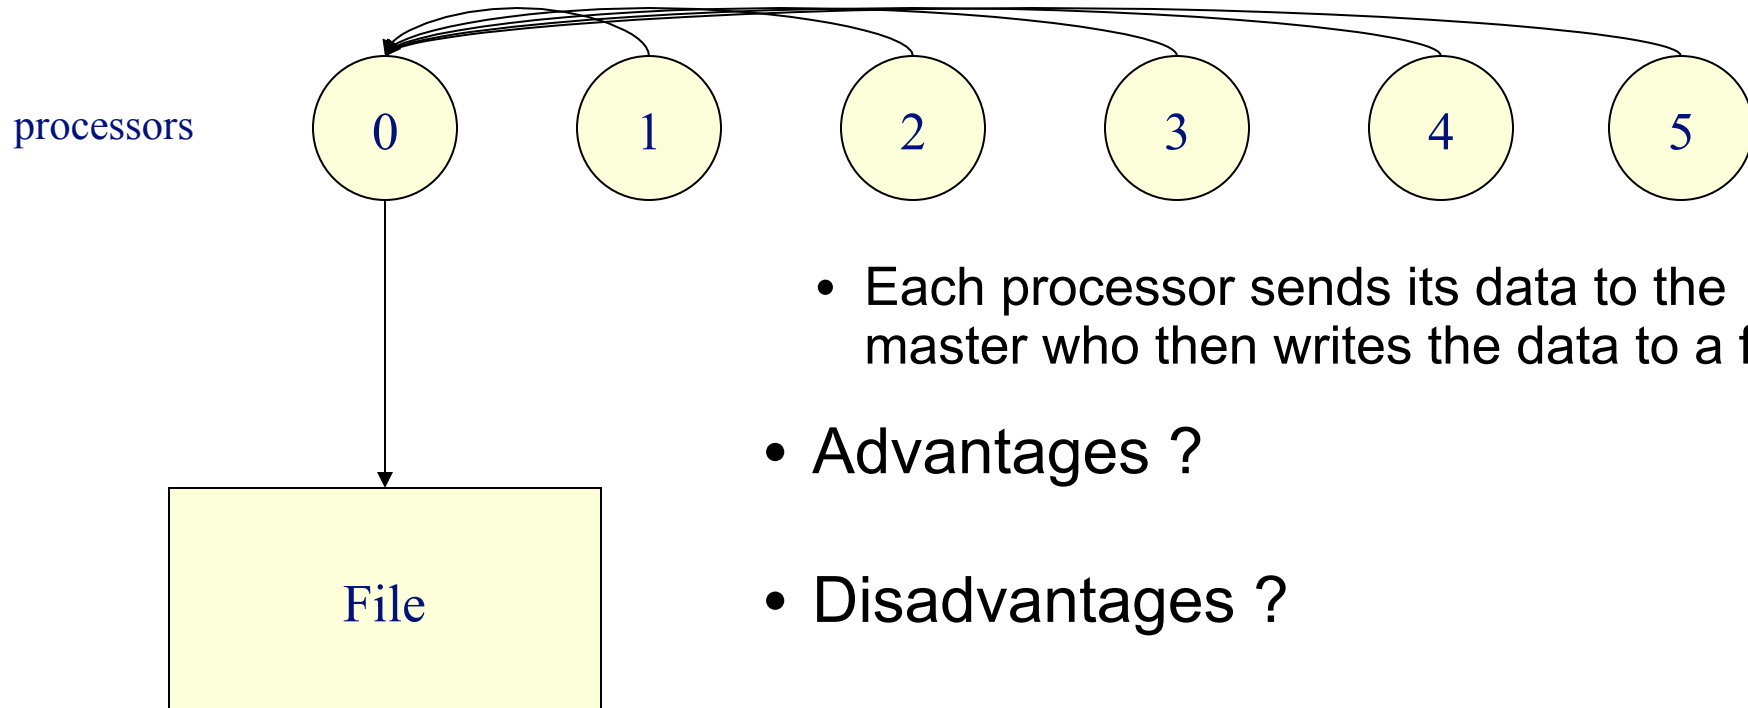 processors 0 1 2 3 4 5
• Each processor sends its data to the
master who then writes the data to a
• Advantages ?
• Disadvantages ?
File